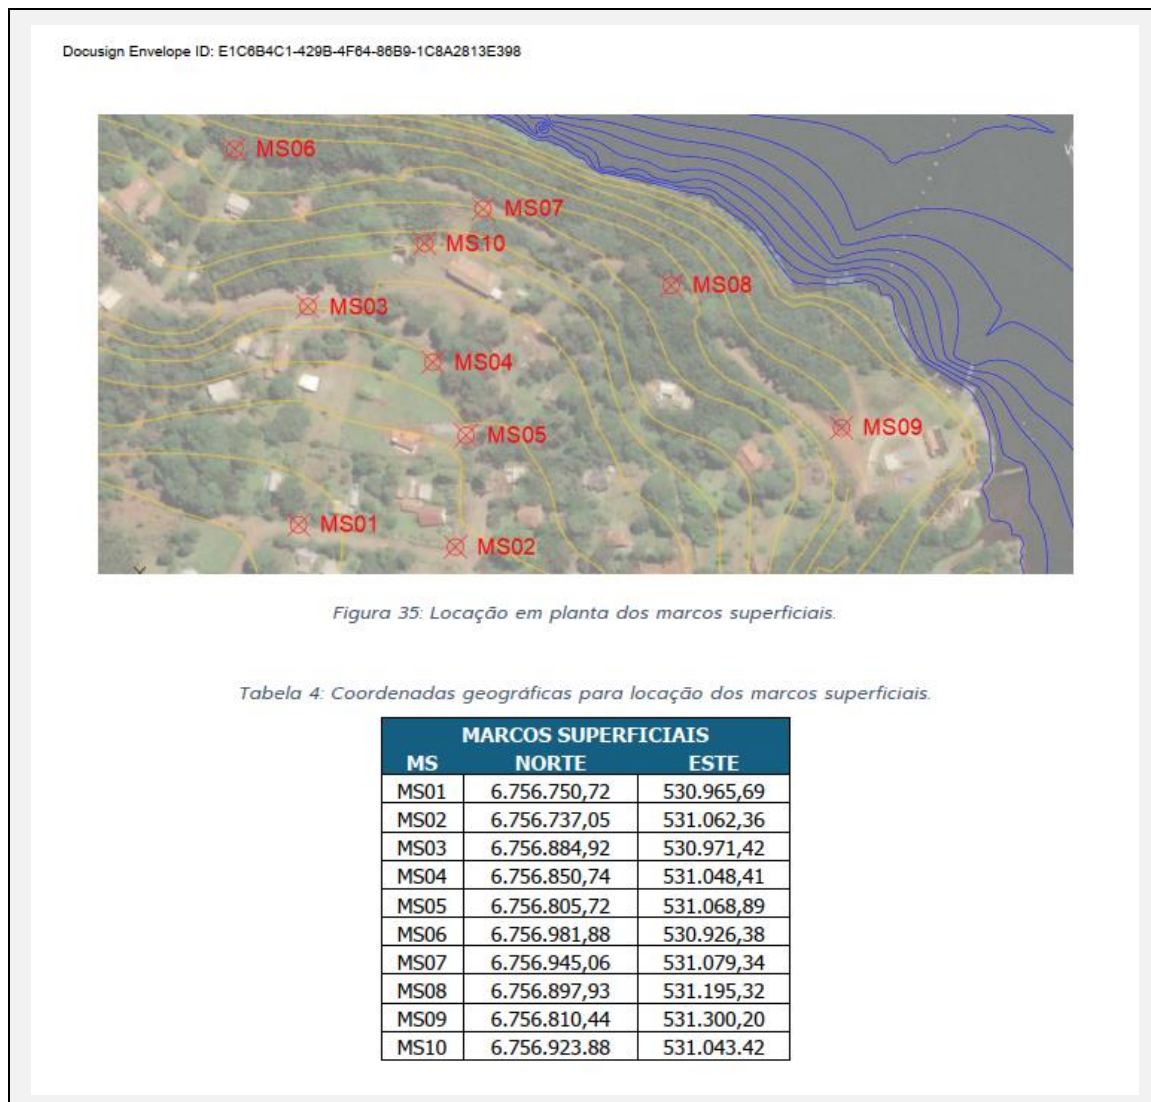 Docusign Envelope ID: E1C6B4C1-429B-4F64-86B9-1C8A2813E398
MS06
MS07
MS10
MS08
MS03
MS04
MS09
MS05
MS01
MS02
Figura 35: Locação em planta dos marcos superficiais.
Tabela 4: Coordenadas geográficas para locação dos marcos superficiais.
MARCOS SUPERFICIAIS
MS NORTE ESTE
MS01 6.756.750,72 530.965,69
MS02 6.756.737,05 531.062,36
MS03 6.756.884,92 530.971,42
MS04 6.756.850,74 531.048,41
MS05 6.756.805,72 531.068,89
MS06 6.756.981,88 530.926,38
MS07 6.756.945,06 531.079,34
MS08 6.756.897,93 531.195,32
MS09 6.756.810,44 531.300,20
MS10 6.756.923.88 531.043.42